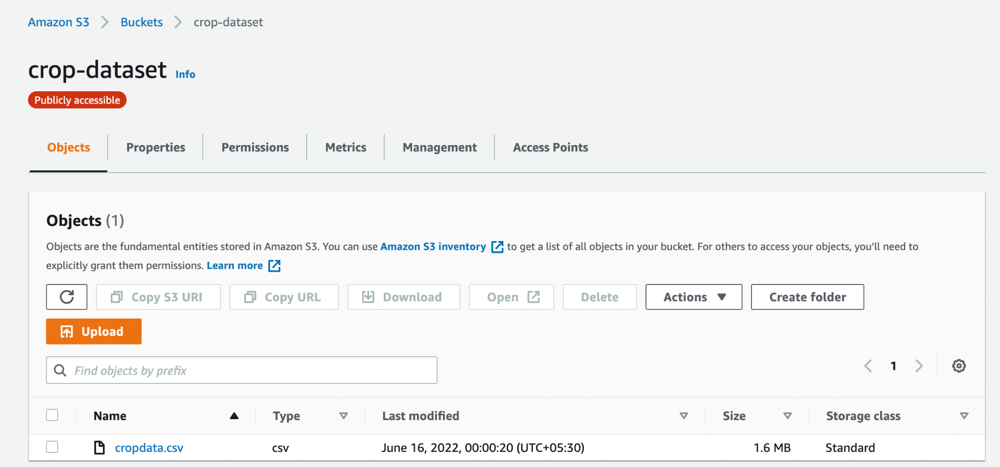 Amazon S3 Buckets crop-dataset
crop-dataset Info
Publicly accessible
Objects Properties Permissions Metrics Management Access Points
Objects (1)
Objects are the fundamental entities stored in Amazon S3. You can use Amazon S3 inventory to get a list of all objects in your bucket. For others to access your objects, you’ll need to
explicitly grant them permissions. Learn more
Copy S3 URI Copy URL Download Open Delete Actions Create folder
Upload
Find objects by prefix 1
Name Type Last modified Size Storage class
cropdata.csv csv June 16, 2022, 00:00:20 (UTC+05:30) 1.6 MB Standard